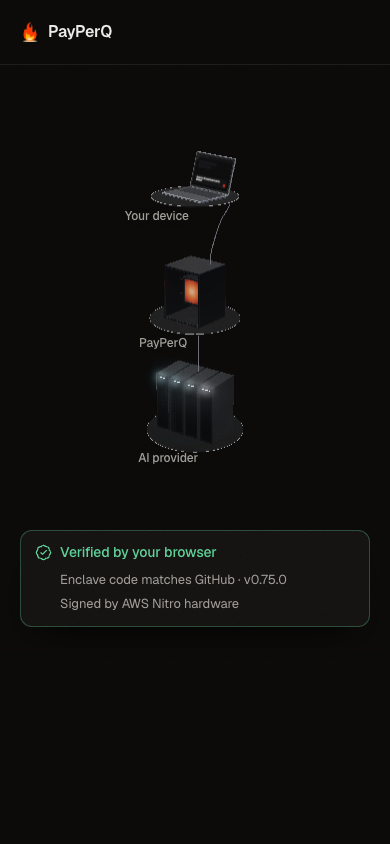 PayPerQ
Your device
PayPerQ
AI provider
Verified by your browser
Enclave code matches GitHub · v0.75.0
Signed by AWS Nitro hardware